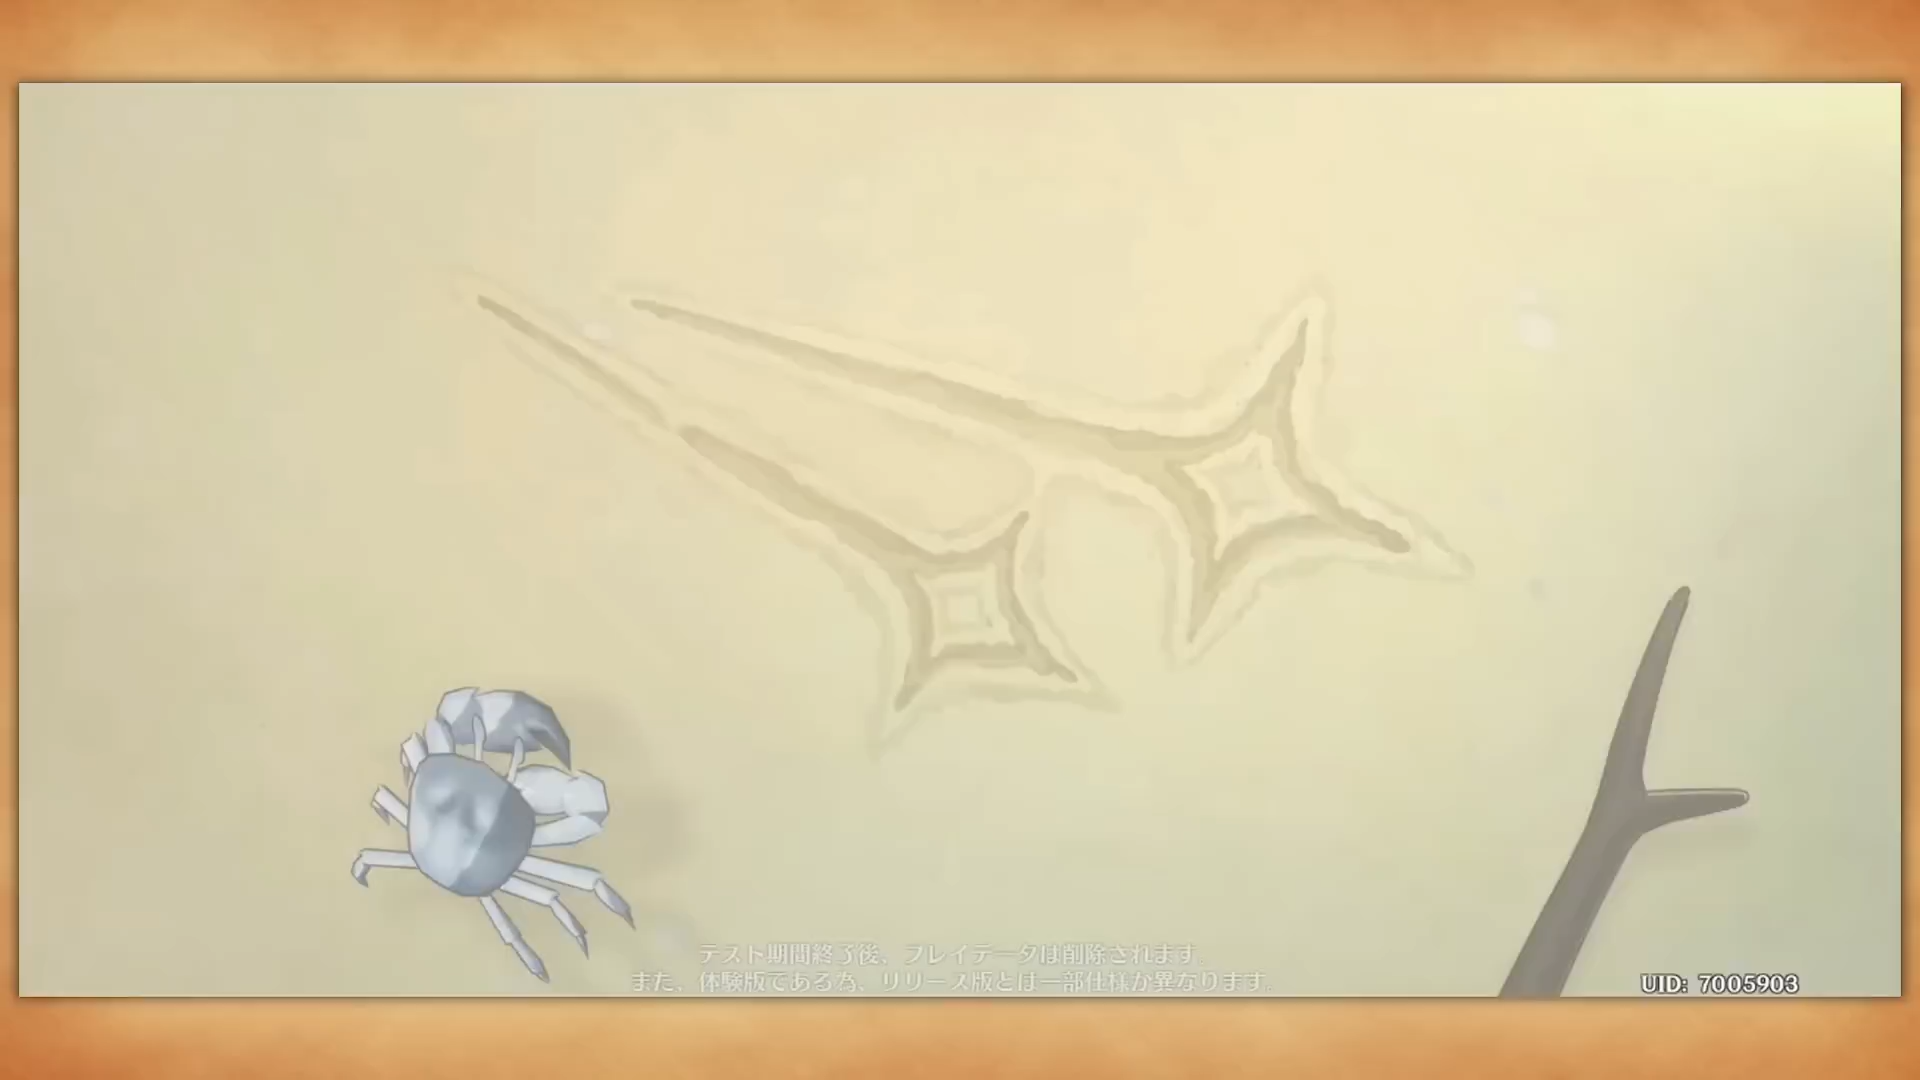 テスト期間終了後、プレイデータは削除されます。
また、体験版である為、リリース版とは一部仕様が異なります。
UID: 7005903